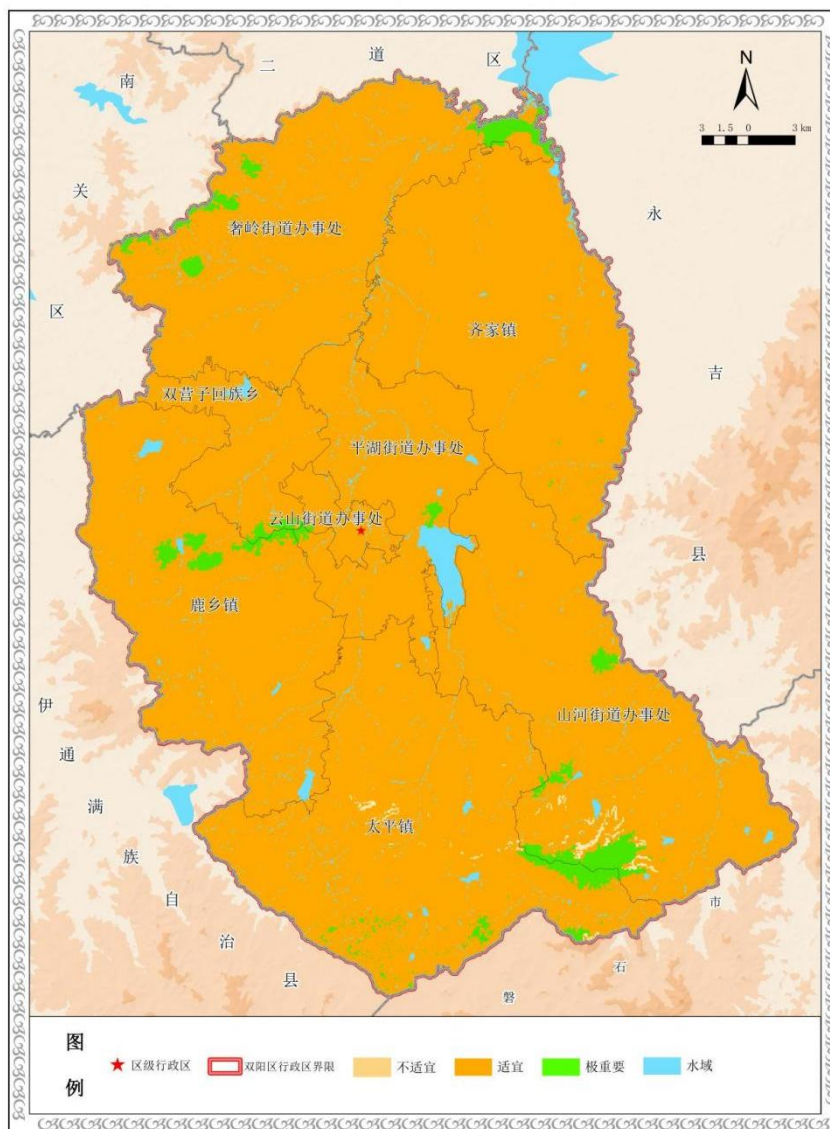 二道区
南关区
N
3 1.5 0 3 km
永吉县
奢岭街道办事处
齐家镇
双营子回族乡
平湖街道办事处
云山街道办事处
鹿乡镇
山河街道办事处
太平镇
伊通满族自治县
磐石市
图例
区级行政区
双阳区行政区界限
不适宜
适宜
极重要
水域